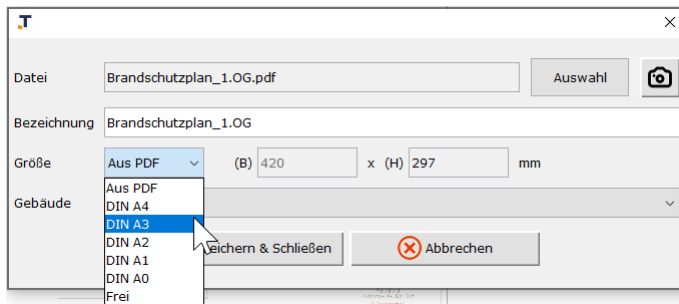 T
Datei Brandschutzplan_1.OG.pdf Auswahl
Bezeichnung Brandschutzplan_1.OG
Größe Aus PDF (B) 420 x (H) 297 mm
Aus PDF
Gebäude
DIN A4
DIN A3
DIN A2
eichern & Schließen Abbrechen
DIN A1
DIN A0
Frei